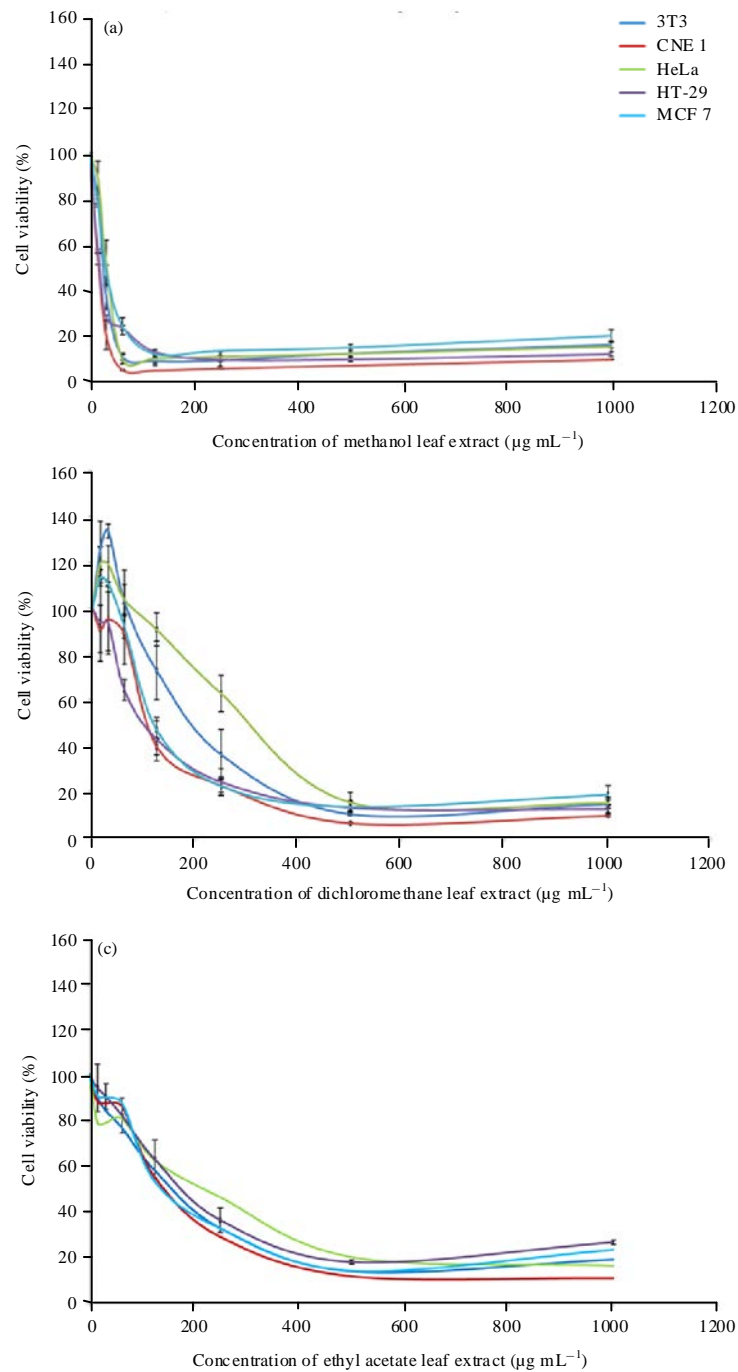 (a)
3T3
CNE 1
HeLa
HT-29
MCF 7
160
140
120
100
80
60
40
20
0
Cell viability (%)
0 200 400 600 800 1000 1200
Concentration of methanol leaf extract (µg mL⁻¹)
160
140
120
100
80
60
40
20
0
Cell viability (%)
0 200 400 600 800 1000 1200
Concentration of dichloromethane leaf extract (µg mL⁻¹)
(c)
160
140
120
100
80
60
40
20
0
Cell viability (%)
0 200 400 600 800 1000 1200
Concentration of ethyl acetate leaf extract (µg mL⁻¹)